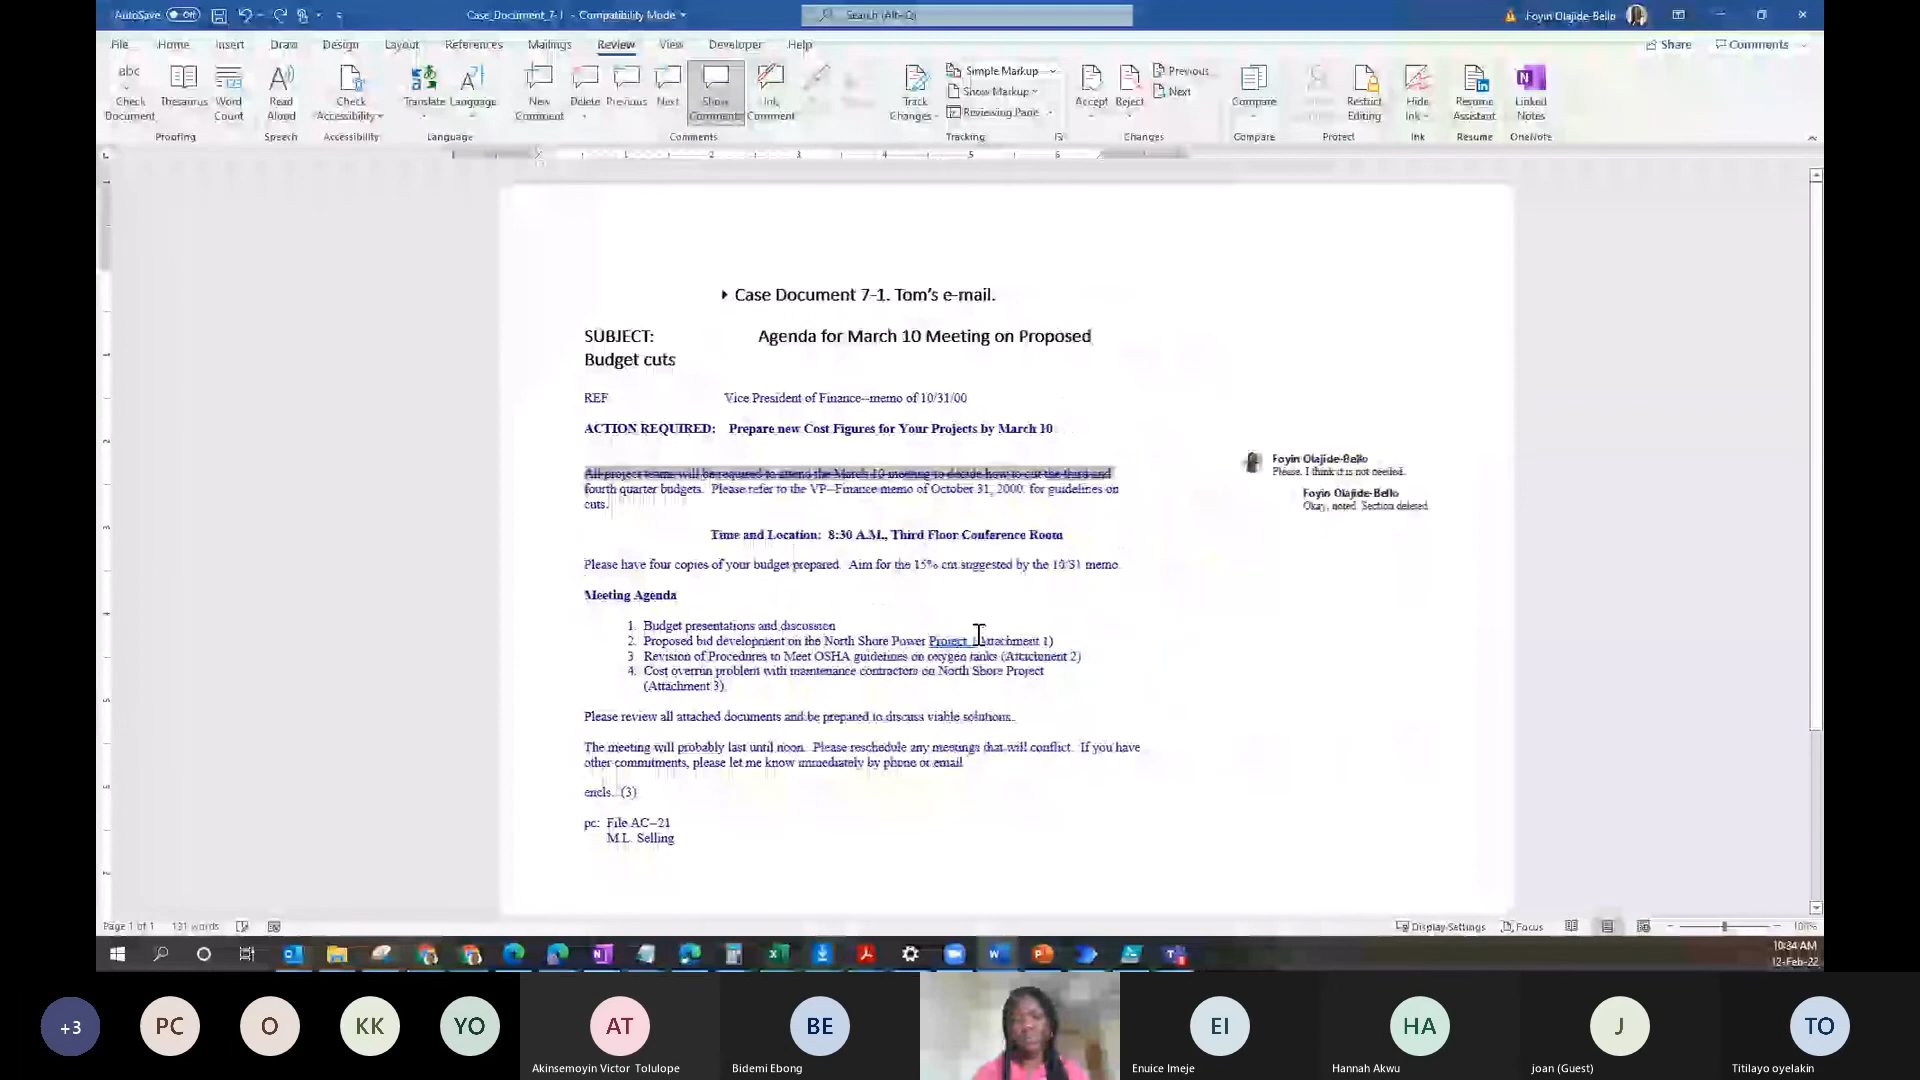 AutoSave Off Case_Document_7-1 - Compatibility Mode Search (Alt+Q) Foyin Olajide-Bello
File Home Insert Draw Design Layout References Mailings Review View Developer Help Share Comments
Check Document Thesaurus Word Count Read Aloud Check Accessibility Translate Language New Comment Delete Previous Next Show Comments Ink Comment Track Changes Simple Markup Show Markup Reviewing Pane Accept Reject Previous Next Compare Restrict Editing Hide Ink Resume Assistant Linked Notes
Proofing Speech Accessibility Language Comments Tracking Changes Compare Protect Ink Resume OneNote
Case Document 7-1. Tom's e-mail.
SUBJECT: Agenda for March 10 Meeting on Proposed
Budget cuts
REF Vice President of Finance--memo of 10/31/00
ACTION REQUIRED: Prepare new Cost Figures for Your Projects by March 10
All project teams will be required to attend the March 10 meeting to decide how to cut the third and
fourth quarter budgets. Please refer to the VP--Finance memo of October 31, 2000, for guidelines on
cuts.
Foyin Olajide-Bello
Please. I think it is not needed.
Foyin Olajide-Bello
Okay, noted. Section deleted.
Time and Location: 8:30 A.M., Third Floor Conference Room
Please have four copies of your budget prepared. Aim for the 15% cut suggested by the 10/31 memo.
Meeting Agenda
1. Budget presentations and discussion
2. Proposed bid development on the North Shore Power Project (Attachment 1)
3. Revision of Procedures to Meet OSHA guidelines on oxygen tanks (Attachment 2)
4. Cost overrun problem with maintenance contractors on North Shore Project
(Attachment 3).
Please review all attached documents and be prepared to discuss viable solutions.
The meeting will probably last until noon. Please reschedule any meetings that will conflict. If you have
other commitments, please let me know immediately by phone or email
encls. (3)
pc: File AC--21
M.L. Selling
Page 1 of 1 131 words Display Settings Focus 100%
10:34 AM
12-Feb-22
+3 PC O KK YO AT BE EI HA J TO
Akinsemoyin Victor Tolulope Bidemi Ebong Enuice Imeje Hannah Akwu joan (Guest) Titilayo oyelakin